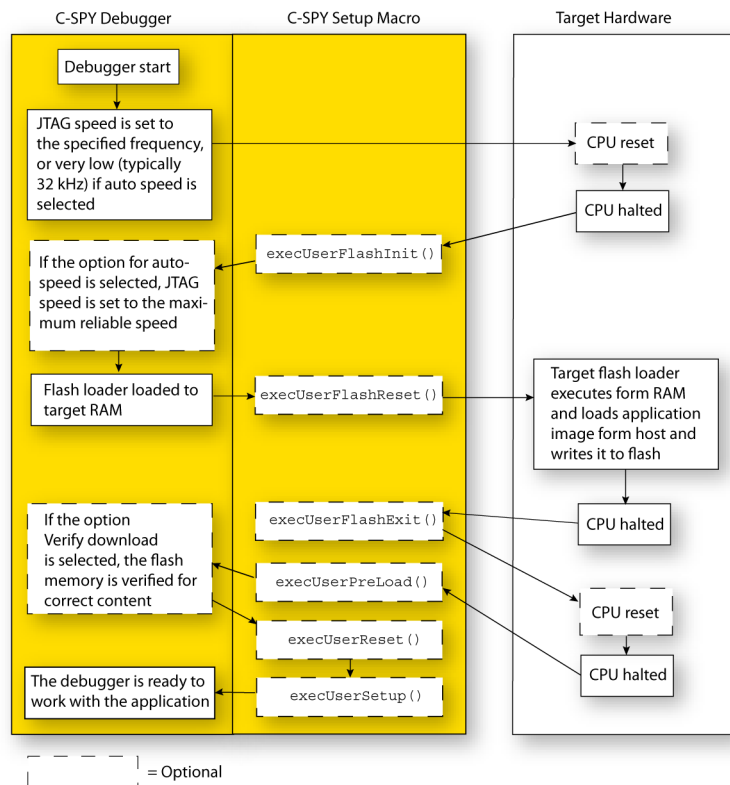 C-SPY Debugger
C-SPY Setup Macro
Target Hardware
Debugger start
JTAG speed is set to
the specified frequency,
or very low (typically
32 kHz) if auto speed is
selected
CPU reset
CPU halted
execUserFlashInit()
If the option for auto-
speed is selected, JTAG
speed is set to the maxi-
mum reliable speed
Flash loader loaded to
target RAM
execUserFlashReset()
Target flash loader
executes form RAM
and loads application
image form host and
writes it to flash
CPU halted
execUserFlashExit()
If the option
Verify download
is selected, the flash
memory is verified for
correct content
execUserPreLoad()
CPU reset
execUserReset()
CPU halted
The debugger is ready to
work with the application
execUserSetup()
= Optional